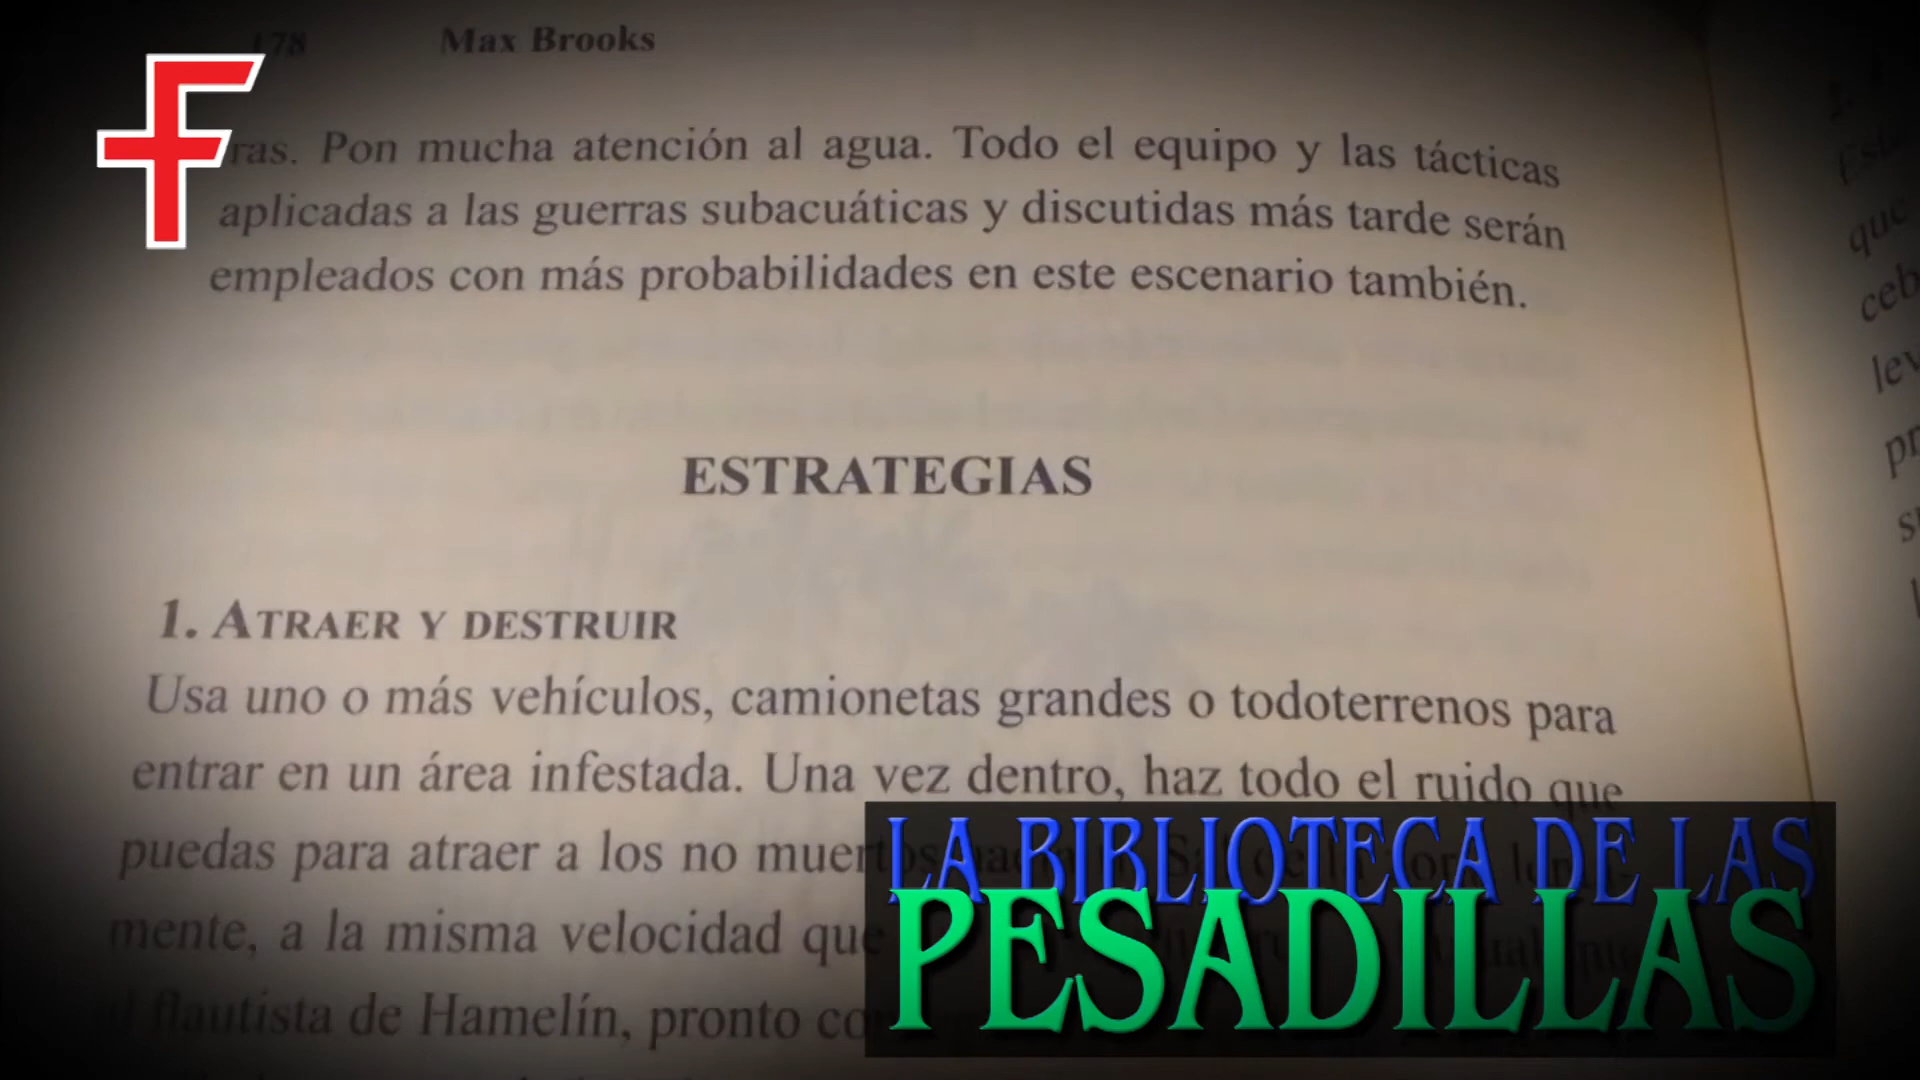 178 Max Brooks
F
ras. Pon mucha atención al agua. Todo el equipo y las tácticas
aplicadas a las guerras subacuáticas y discutidas más tarde serán
empleados con más probabilidades en este escenario también.
ESTRATEGIAS
1. ATRAER Y DESTRUIR
Usa uno o más vehículos, camionetas grandes o todoterrenos para
entrar en un área infestada. Una vez dentro, haz todo el ruido que
puedas para atraer a los no
mente, a la misma velocidad que
flautista de Hamelín, pronto
que
LA BIBLIOTECA DE LAS
PESADILLAS